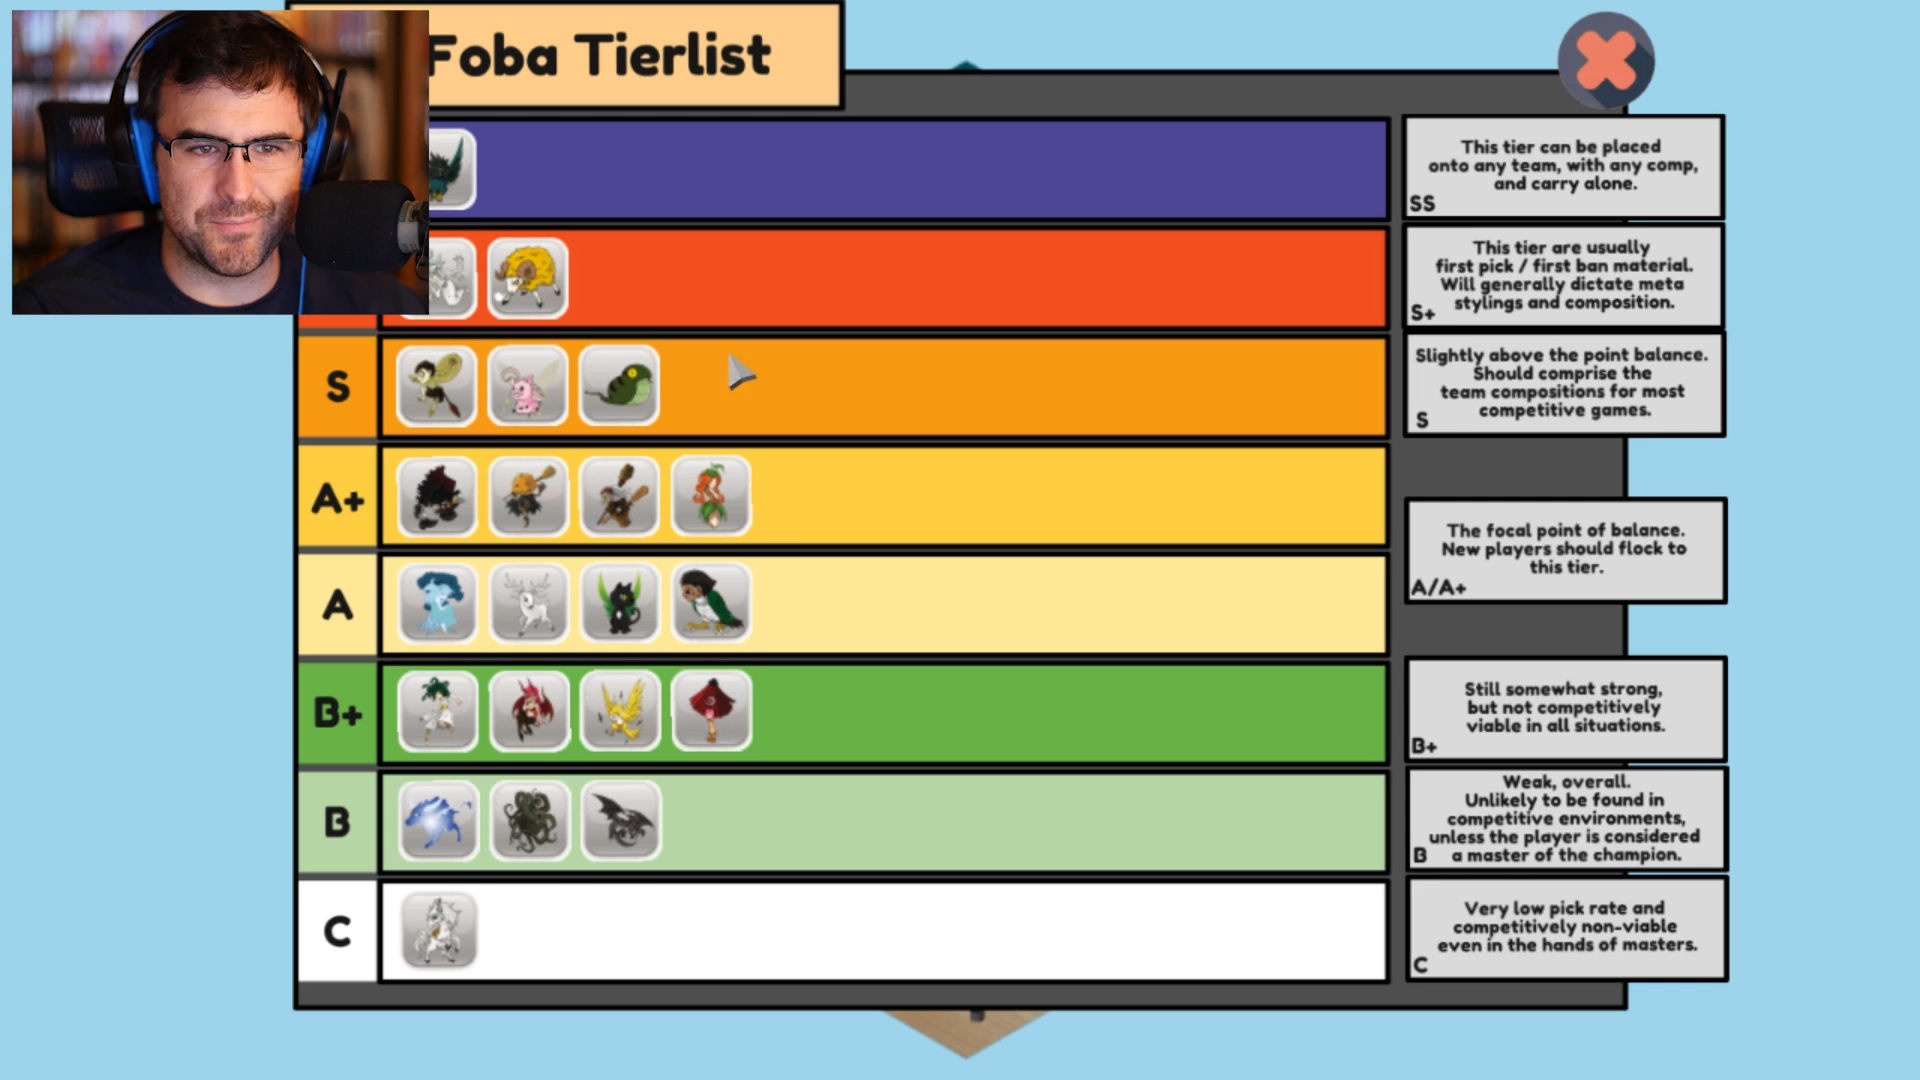 Foba Tierlist
This tier can be placed
onto any team, with any comp,
and carry alone.
SS
This tier are usually
first pick / first ban material.
Will generally dictate meta
stylings and composition.
S+
S
Slightly above the point balance.
Should comprise the
team compositions for most
competitive games.
S
A+
The focal point of balance.
New players should flock to
this tier.
A/A+
A
B+
Still somewhat strong,
but not competitively
viable in all situations.
B+
B
Weak, overall.
Unlikely to be found in
competitive environments,
unless the player is considered
a master of the champion.
B
C
Very low pick rate and
competitively non-viable
even in the hands of masters.
C